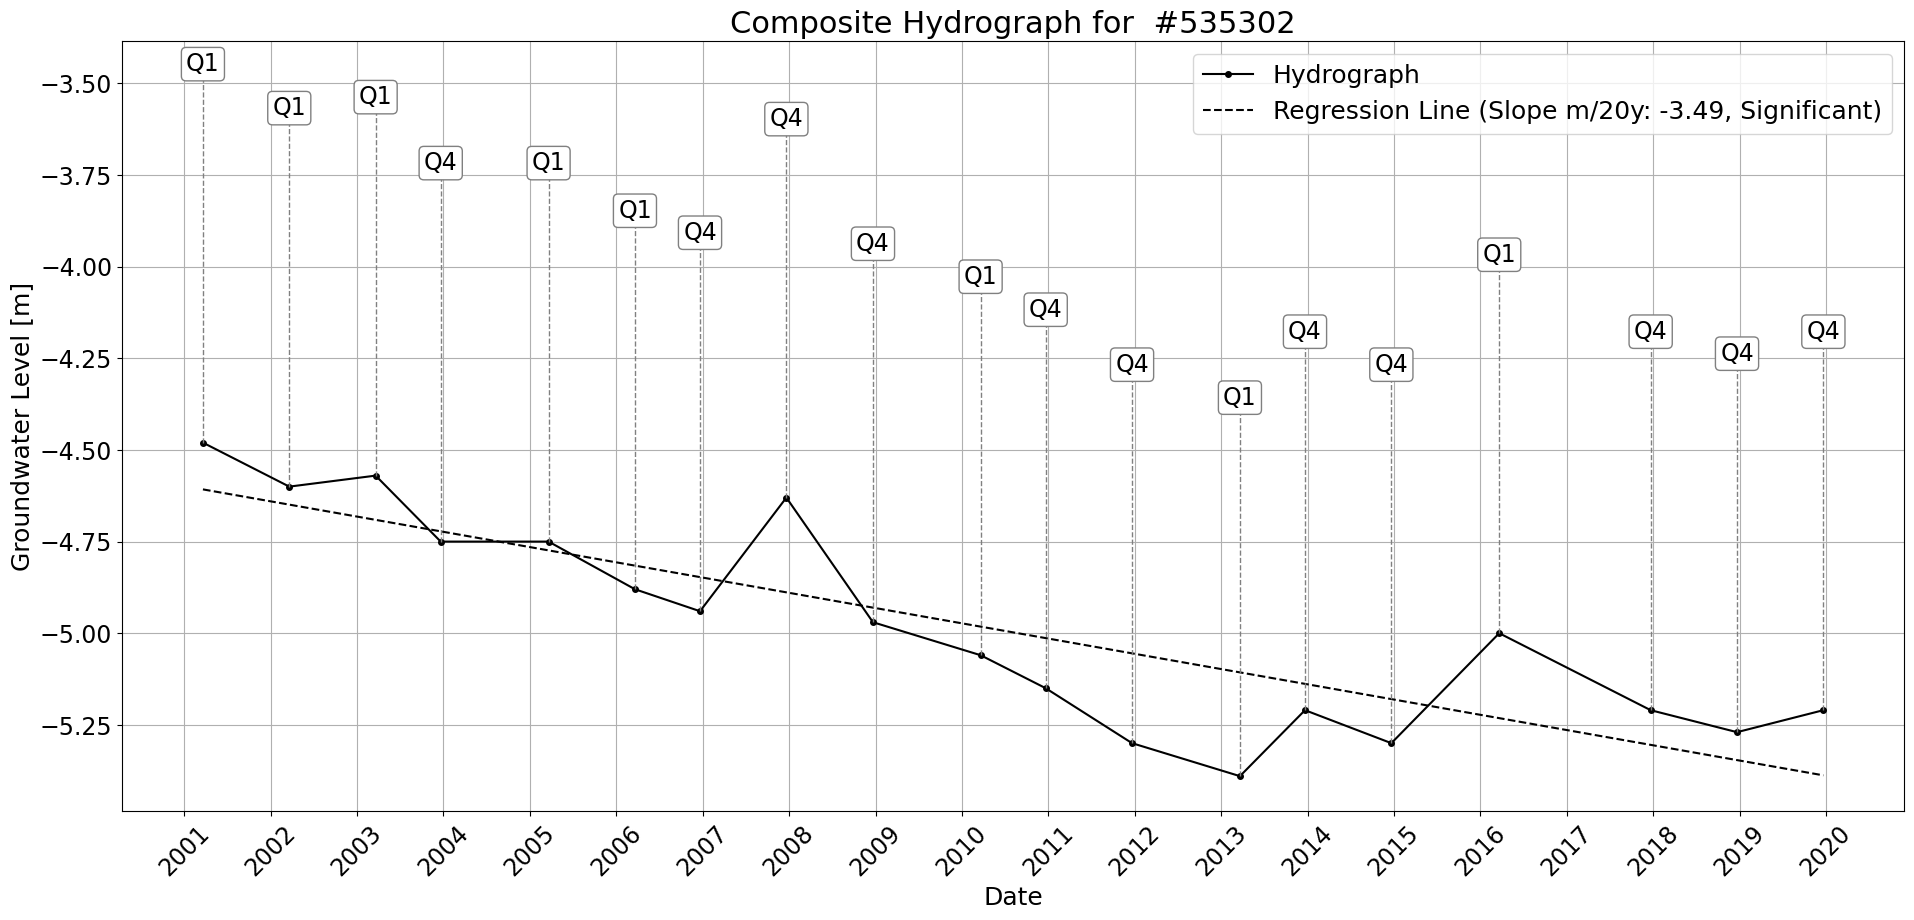 Composite Hydrograph for  #535302
Hydrograph
Regression Line (Slope m/20y: -3.49, Significant)
Groundwater Level [m]
−3.50
−3.75
−4.00
−4.25
−4.50
−4.75
−5.00
−5.25
Q1
Q1
Q1
Q4
Q1
Q1
Q4
Q4
Q4
Q1
Q4
Q4
Q1
Q4
Q4
Q1
Q4
Q4
Q4
2001
2002
2003
2004
2005
2006
2007
2008
2009
2010
2011
2012
2013
2014
2015
2016
2017
2018
2019
2020
Date